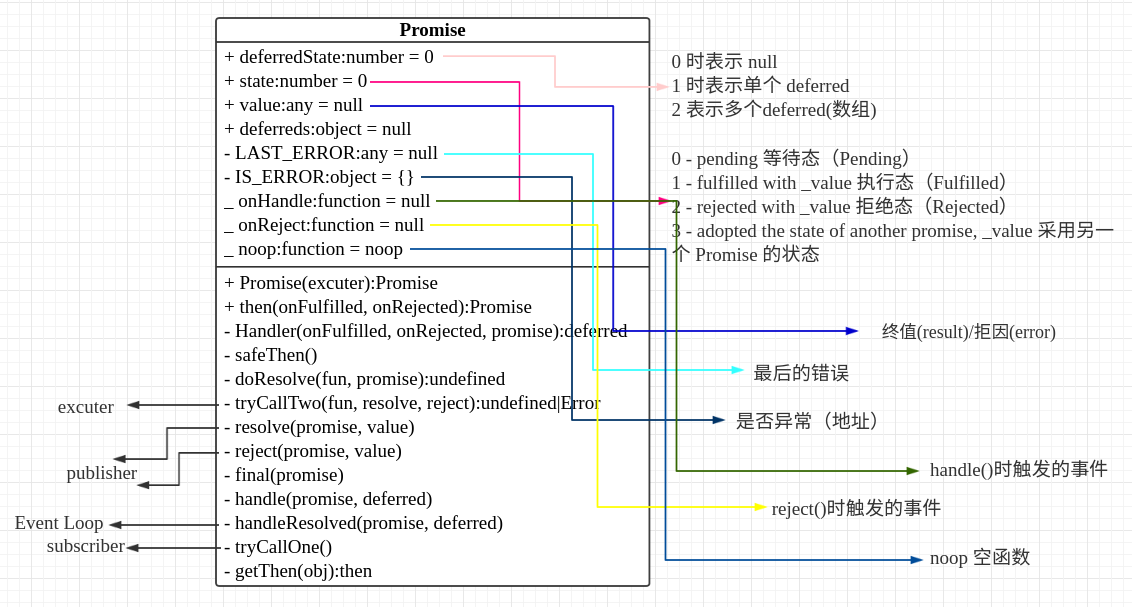 Promise
+ deferredState:number = 0
+ state:number = 0
+ value:any = null
+ deferreds:object = null
- LAST_ERROR:any = null
- IS_ERROR:object = {}
_ onHandle:function = null
_ onReject:function = null
_ noop:function = noop
+ Promise(excuter):Promise
+ then(onFulfilled, onRejected):Promise
- Handler(onFulfilled, onRejected, promise):deferred
- safeThen()
- doResolve(fun, promise):undefined
- tryCallTwo(fun, resolve, reject):undefined|Error
- resolve(promise, value)
- reject(promise, value)
- final(promise)
- handle(promise, deferred)
- handleResolved(promise, deferred)
- tryCallOne()
- getThen(obj):then
excuter
publisher
Event Loop
subscriber
0 时表示 null
1 时表示单个 deferred
2 表示多个deferred(数组)
0 - pending 等待态（Pending）
1 - fulfilled with _value 执行态（Fulfilled）
2 - rejected with _value 拒绝态（Rejected）
3 - adopted the state of another promise, _value 采用另一
个 Promise 的状态
终值(result)/拒因(error)
最后的错误
是否异常（地址）
handle()时触发的事件
reject()时触发的事件
noop 空函数